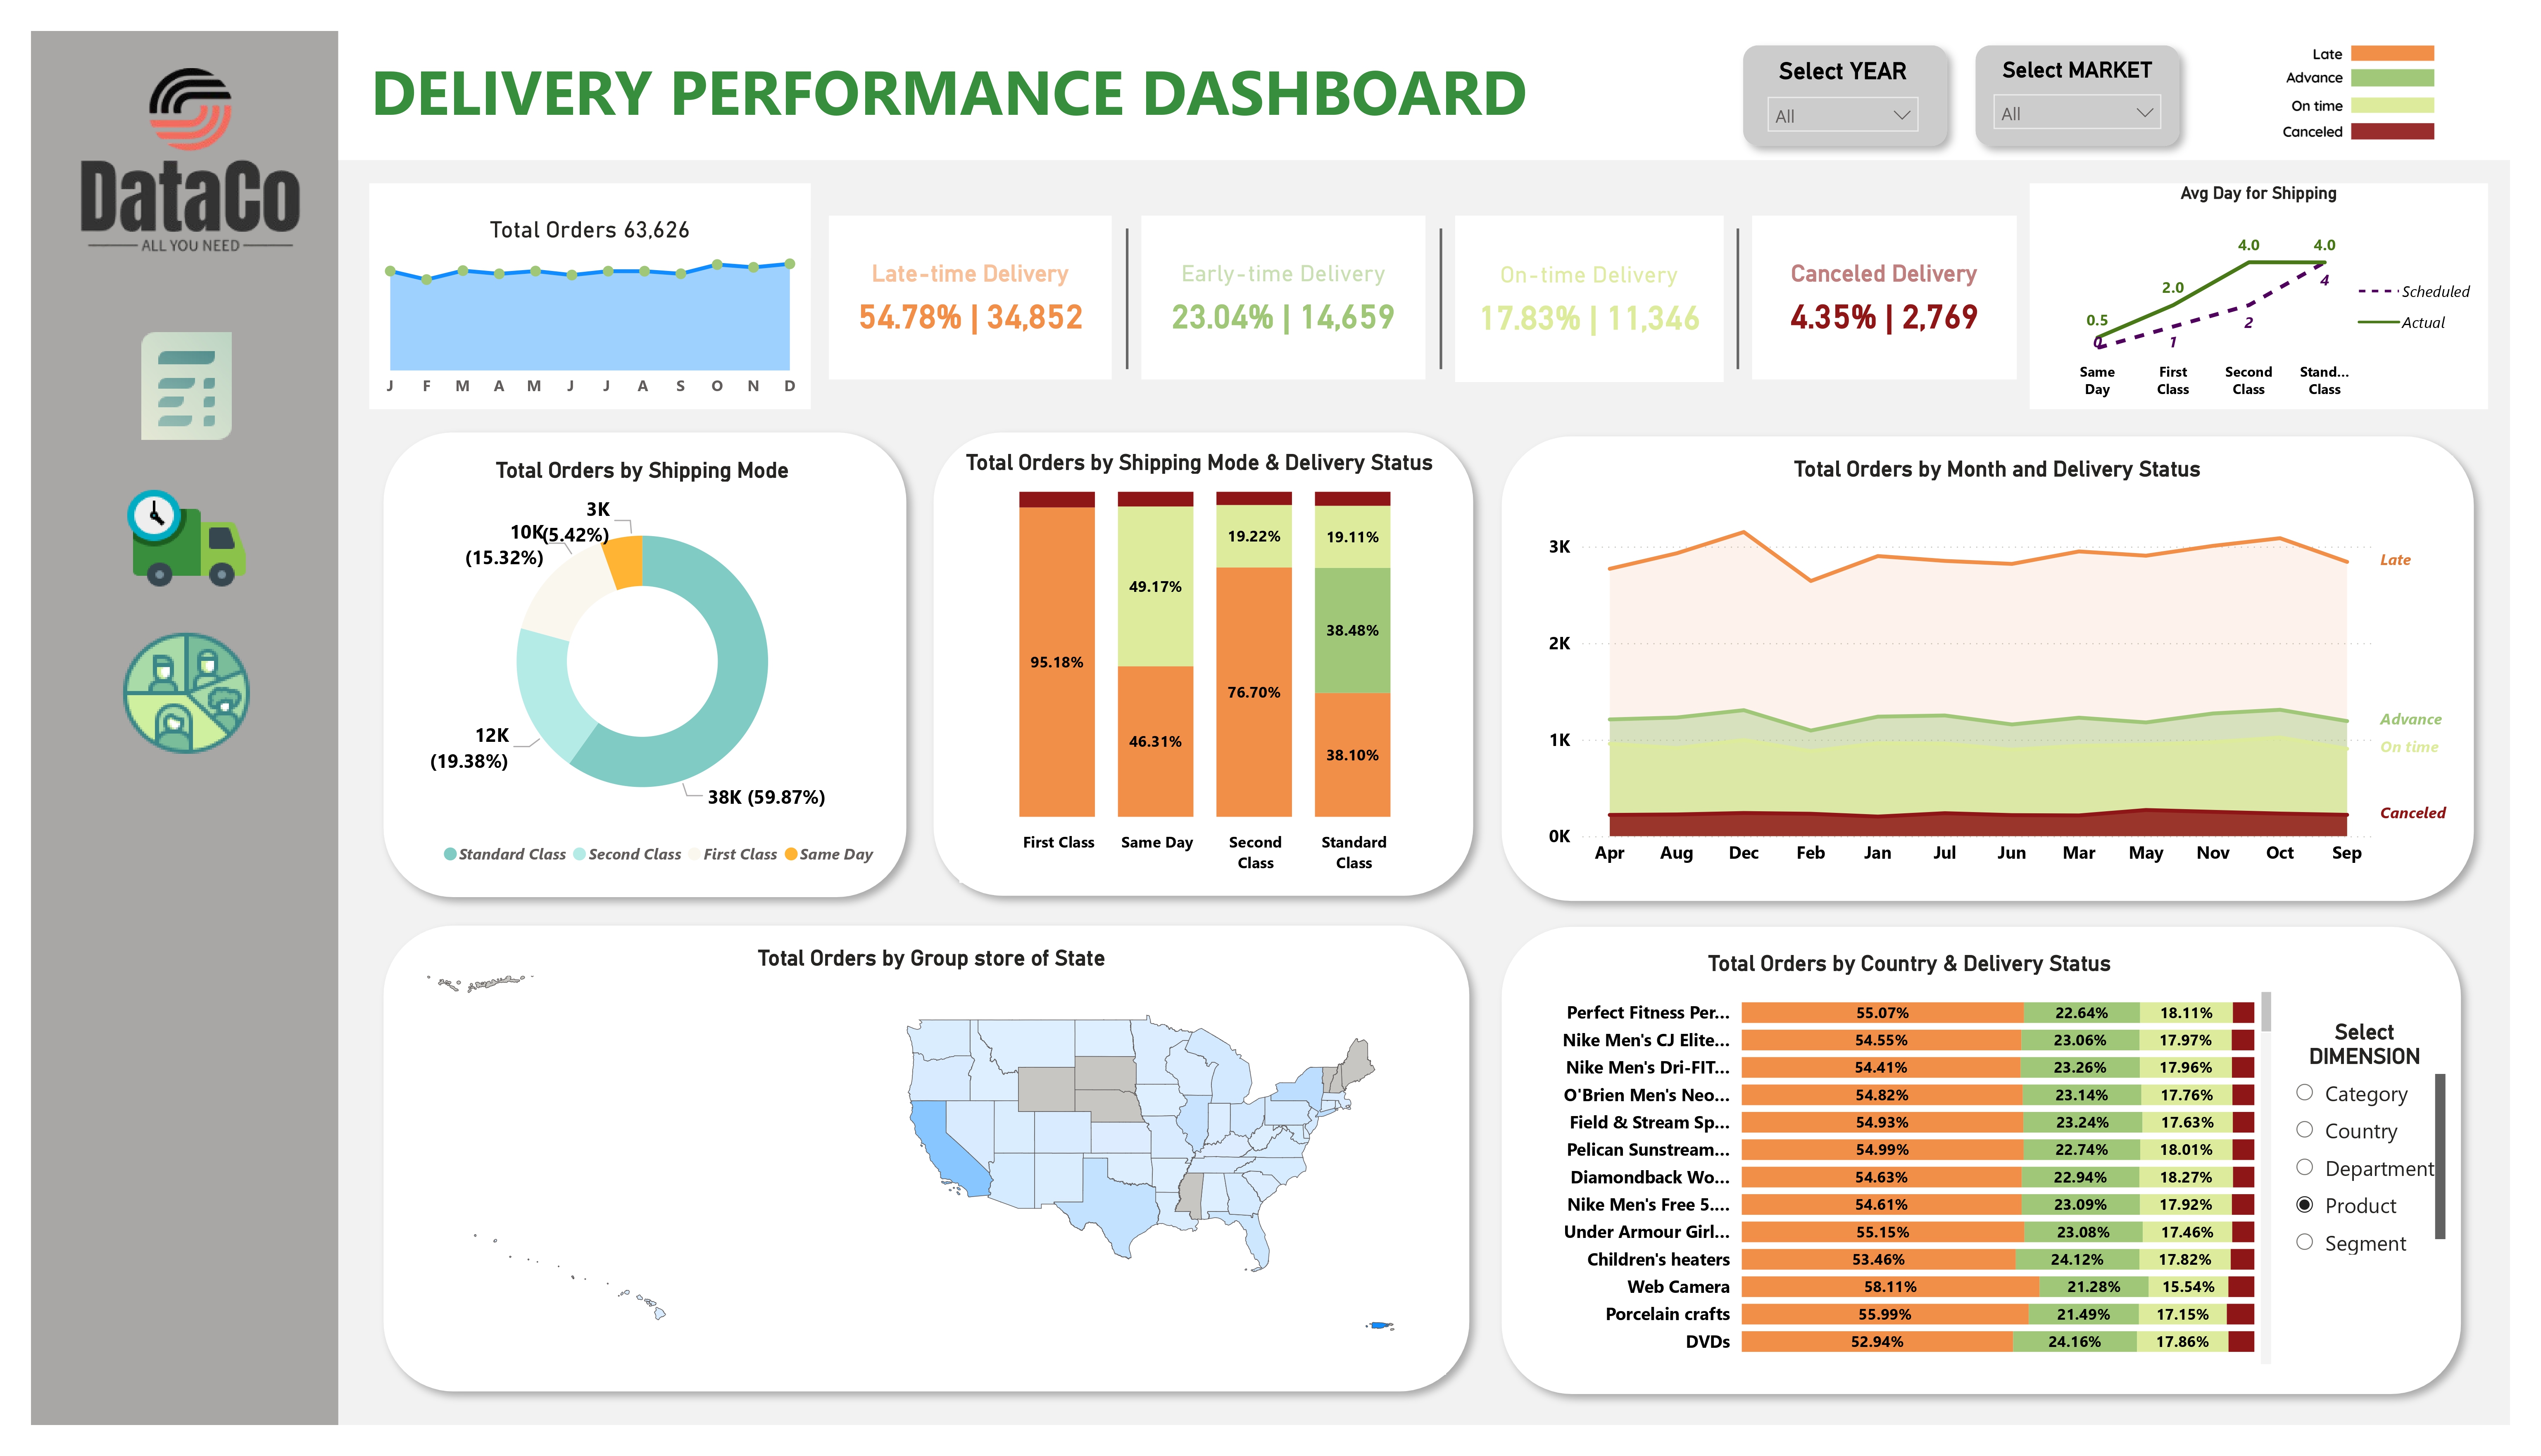 DataCo
ALL YOU NEED
DELIVERY PERFORMANCE DASHBOARD
Select YEAR
All
Select MARKET
All
Late
Advance
On time
Canceled
Total Orders 63,626
J F M A M J J A S O N D
Late-time Delivery
54.78% | 34,852
Early-time Delivery
23.04% | 14,659
On-time Delivery
17.83% | 11,346
Canceled Delivery
4.35% | 2,769
Avg Day for Shipping
0.5
2.0
4.0
4.0
0
1
2
4
Same Day
First Class
Second Class
Stand... Class
Scheduled
Actual
Total Orders by Shipping Mode
3K
(5.42%)
10K
(15.32%)
12K
(19.38%)
38K (59.87%)
Standard Class Second Class First Class Same Day
Total Orders by Shipping Mode & Delivery Status
95.18%
49.17%
46.31%
19.22%
76.70%
19.11%
38.48%
38.10%
First Class
Same Day
Second Class
Standard Class
Total Orders by Month and Delivery Status
3K
2K
1K
0K
Late
Advance
On time
Canceled
Apr Aug Dec Feb Jan Jul Jun Mar May Nov Oct Sep
Total Orders by Group store of State
Total Orders by Country & Delivery Status
Perfect Fitness Per... 55.07% 22.64% 18.11%
Nike Men's CJ Elite... 54.55% 23.06% 17.97%
Nike Men's Dri-FIT... 54.41% 23.26% 17.96%
O'Brien Men's Neo... 54.82% 23.14% 17.76%
Field & Stream Sp... 54.93% 23.24% 17.63%
Pelican Sunstream... 54.99% 22.74% 18.01%
Diamondback Wo... 54.63% 22.94% 18.27%
Nike Men's Free 5.... 54.61% 23.09% 17.92%
Under Armour Girl... 55.15% 23.08% 17.46%
Children's heaters 53.46% 24.12% 17.82%
Web Camera 58.11% 21.28% 15.54%
Porcelain crafts 55.99% 21.49% 17.15%
DVDs 52.94% 24.16% 17.86%
Select
DIMENSION
Category
Country
Department
Product
Segment